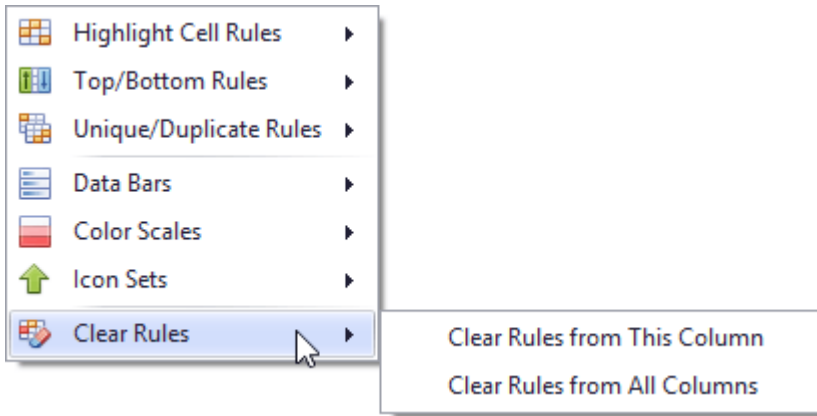 Highlight Cell Rules
Top/Bottom Rules
Unique/Duplicate Rules
Data Bars
Color Scales
Icon Sets
Clear Rules
Clear Rules from This Column
Clear Rules from All Columns